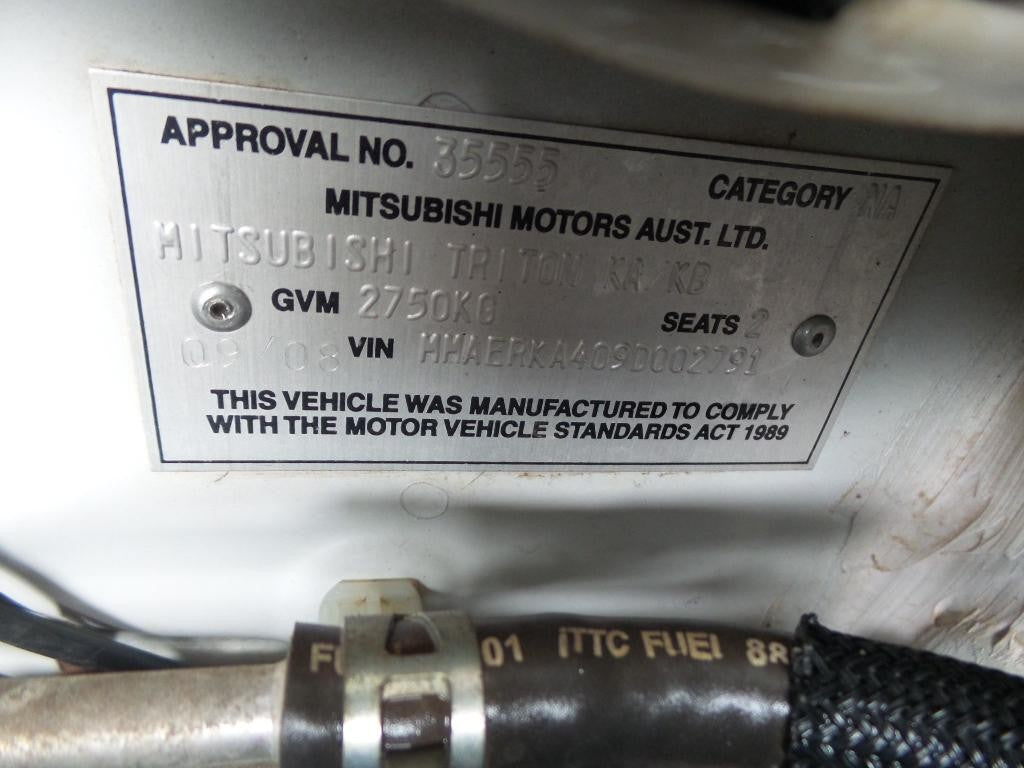 APPROVAL NO. 35555
CATEGORY NA
MITSUBISHI MOTORS AUST. LTD.
MITSUBISHI TRITON KA/KB
GVM 2750KG
SEATS 2
09/08 VIN MMAERKA409D002791
THIS VEHICLE WAS MANUFACTURED TO COMPLY
WITH THE MOTOR VEHICLE STANDARDS ACT 1989
01 ITTC FUEL